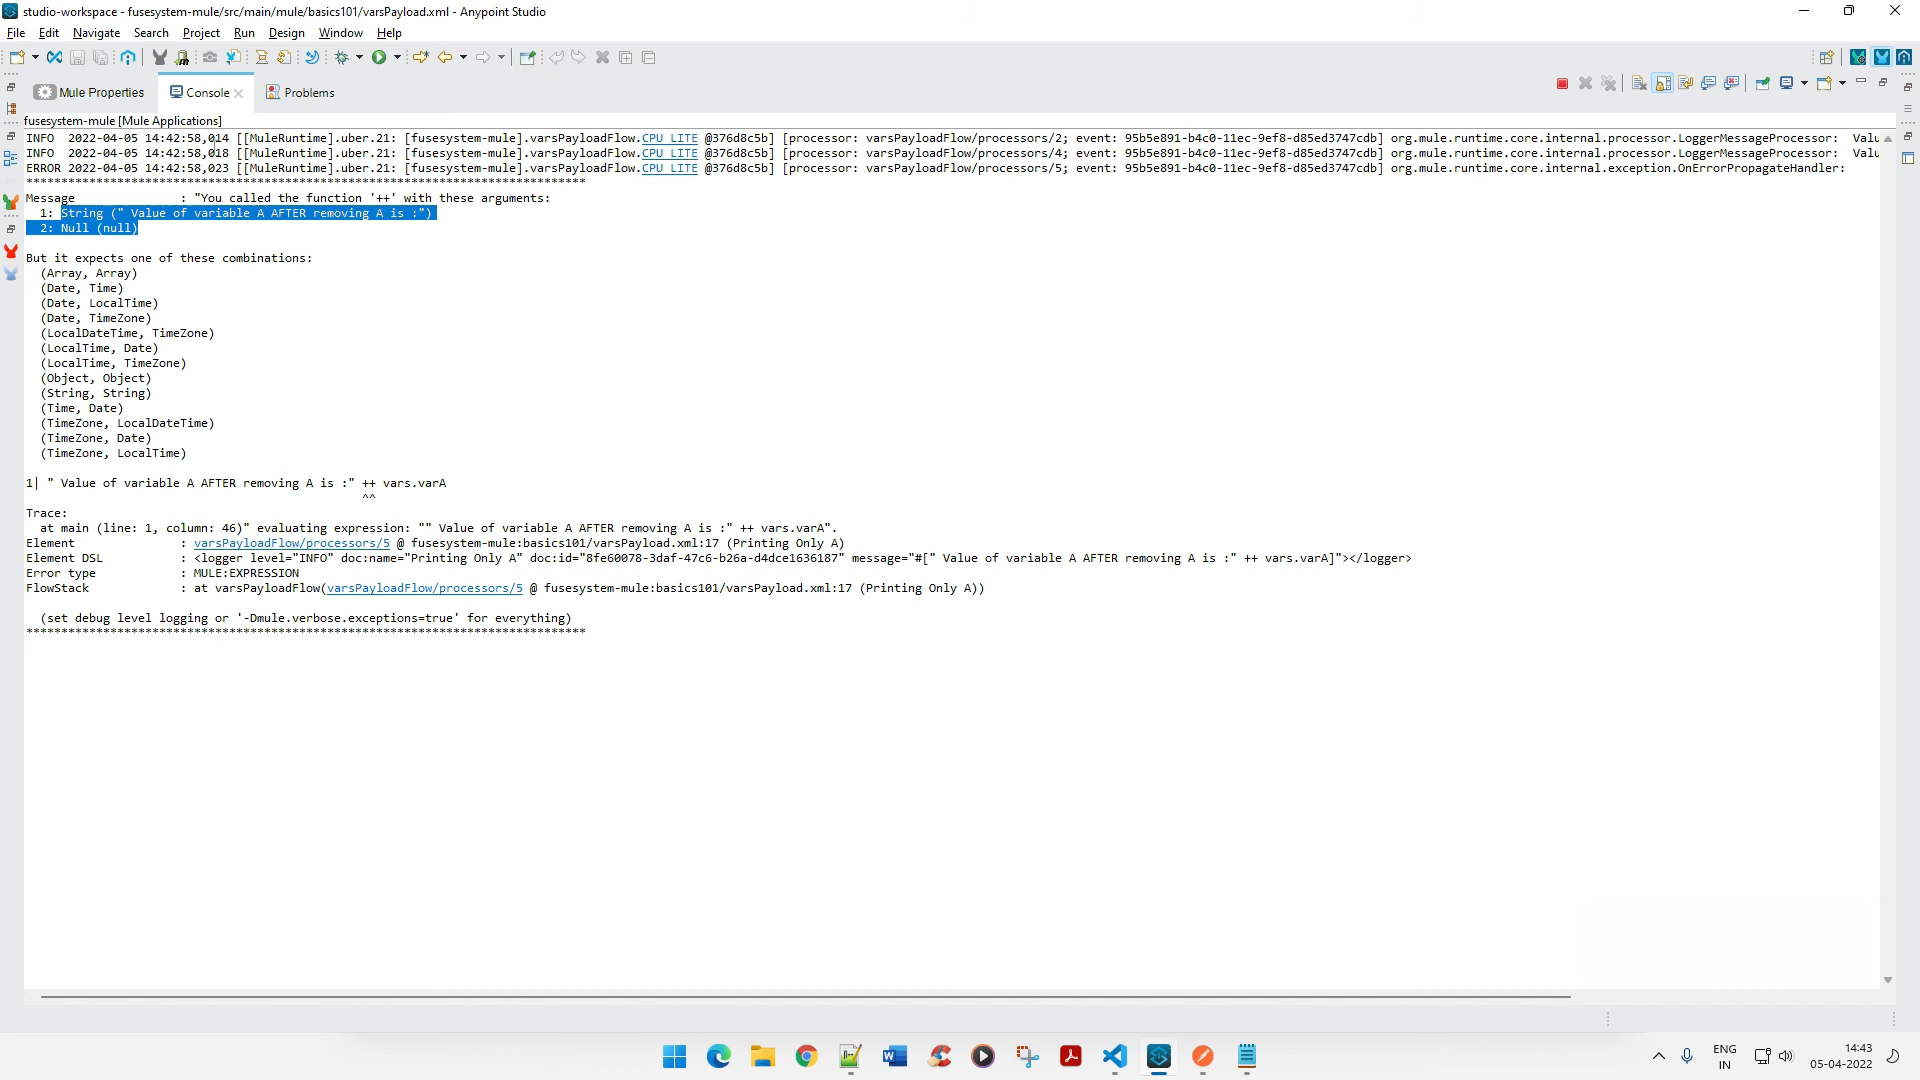 studio-workspace - fusesystem-mule/src/main/mule/basics101/varsPayload.xml - Anypoint Studio
File Edit Navigate Search Project Run Design Window Help
Mule Properties Console Problems
fusesystem-mule [Mule Applications]
INFO 2022-04-05 14:42:58,014 [[MuleRuntime].uber.21: [fusesystem-mule].varsPayloadFlow.CPU_LITE @376d8c5b] [processor: varsPayloadFlow/processors/2; event: 95b5e891-b4c0-11ec-9ef8-d85ed3747cdb] org.mule.runtime.core.internal.processor.LoggerMessageProcessor: Valu
INFO 2022-04-05 14:42:58,018 [[MuleRuntime].uber.21: [fusesystem-mule].varsPayloadFlow.CPU_LITE @376d8c5b] [processor: varsPayloadFlow/processors/4; event: 95b5e891-b4c0-11ec-9ef8-d85ed3747cdb] org.mule.runtime.core.internal.processor.LoggerMessageProcessor: Valu
ERROR 2022-04-05 14:42:58,023 [[MuleRuntime].uber.21: [fusesystem-mule].varsPayloadFlow.CPU_LITE @376d8c5b] [processor: varsPayloadFlow/processors/5; event: 95b5e891-b4c0-11ec-9ef8-d85ed3747cdb] org.mule.runtime.core.internal.exception.OnErrorPropagateHandler:
********************************************************************************
Message : "You called the function '++' with these arguments:
1: String (" Value of variable A AFTER removing A is :")
2: Null (null)
But it expects one of these combinations:
(Array, Array)
(Date, Time)
(Date, LocalTime)
(Date, TimeZone)
(LocalDateTime, TimeZone)
(LocalTime, Date)
(LocalTime, TimeZone)
(Object, Object)
(String, String)
(Time, Date)
(TimeZone, LocalDateTime)
(TimeZone, Date)
(TimeZone, LocalTime)
1| " Value of variable A AFTER removing A is :" ++ vars.varA
^^
Trace:
at main (line: 1, column: 46)" evaluating expression: "" Value of variable A AFTER removing A is :" ++ vars.varA".
Element : varsPayloadFlow/processors/5 @ fusesystem-mule:basics101/varsPayload.xml:17 (Printing Only A)
Element DSL : <logger level="INFO" doc:name="Printing Only A" doc:id="8fe60078-3daf-47c6-b26a-d4dce1636187" message="#[" Value of variable A AFTER removing A is :" ++ vars.varA]"></logger>
Error type : MULE:EXPRESSION
FlowStack : at varsPayloadFlow(varsPayloadFlow/processors/5 @ fusesystem-mule:basics101/varsPayload.xml:17 (Printing Only A))
(set debug level logging or '-Dmule.verbose.exceptions=true' for everything)
********************************************************************************
ENG
IN
14:43
05-04-2022